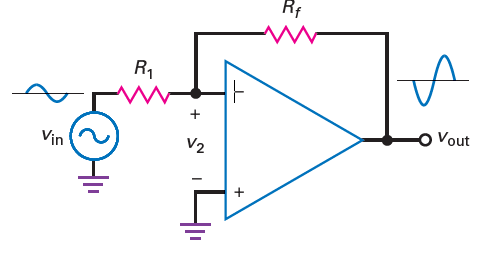 Rf
R1
vin
+
v2
−
−
+
vout